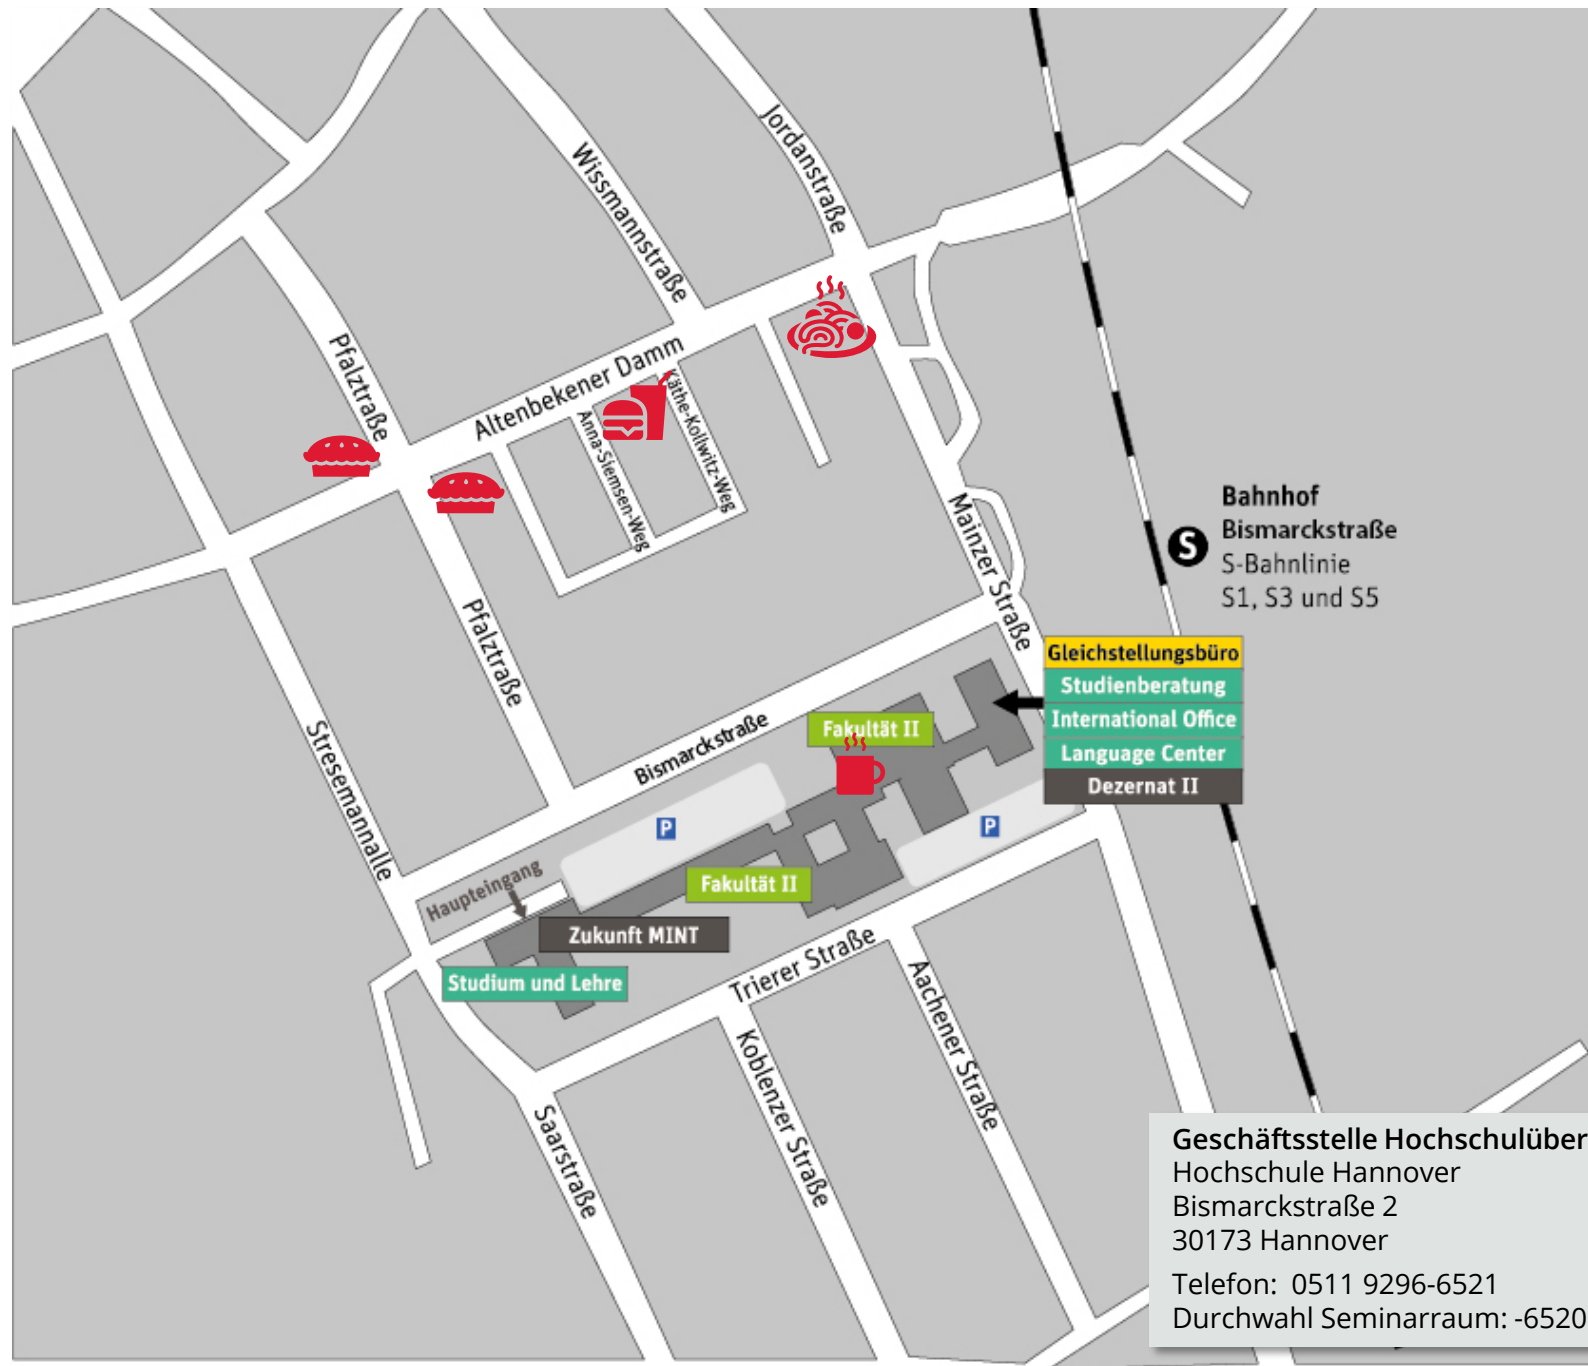 Jordanstraße
Wissmannstraße
Pfalztraße
Altenbekener Damm
Käthe-Kollwitz-Weg
Anna-Siemsen-Weg
Mainzer Straße
Bahnhof
Bismarckstraße
S
S-Bahnlinie
S1, S3 und S5
Pfalztraße
Gleichstellungsbüro
Studienberatung
International Office
Language Center
Dezernat II
Stresemannalle
Bismarckstraße
Fakultät II
P
P
Haupteingang
Fakultät II
Zukunft MINT
Studium und Lehre
Trierer Straße
Aachener Straße
Koblenzer Straße
Saarstraße
Geschäftsstelle Hochschulüber
Hochschule Hannover
Bismarckstraße 2
30173 Hannover
Telefon: 0511 9296-6521
Durchwahl Seminarraum: -6520